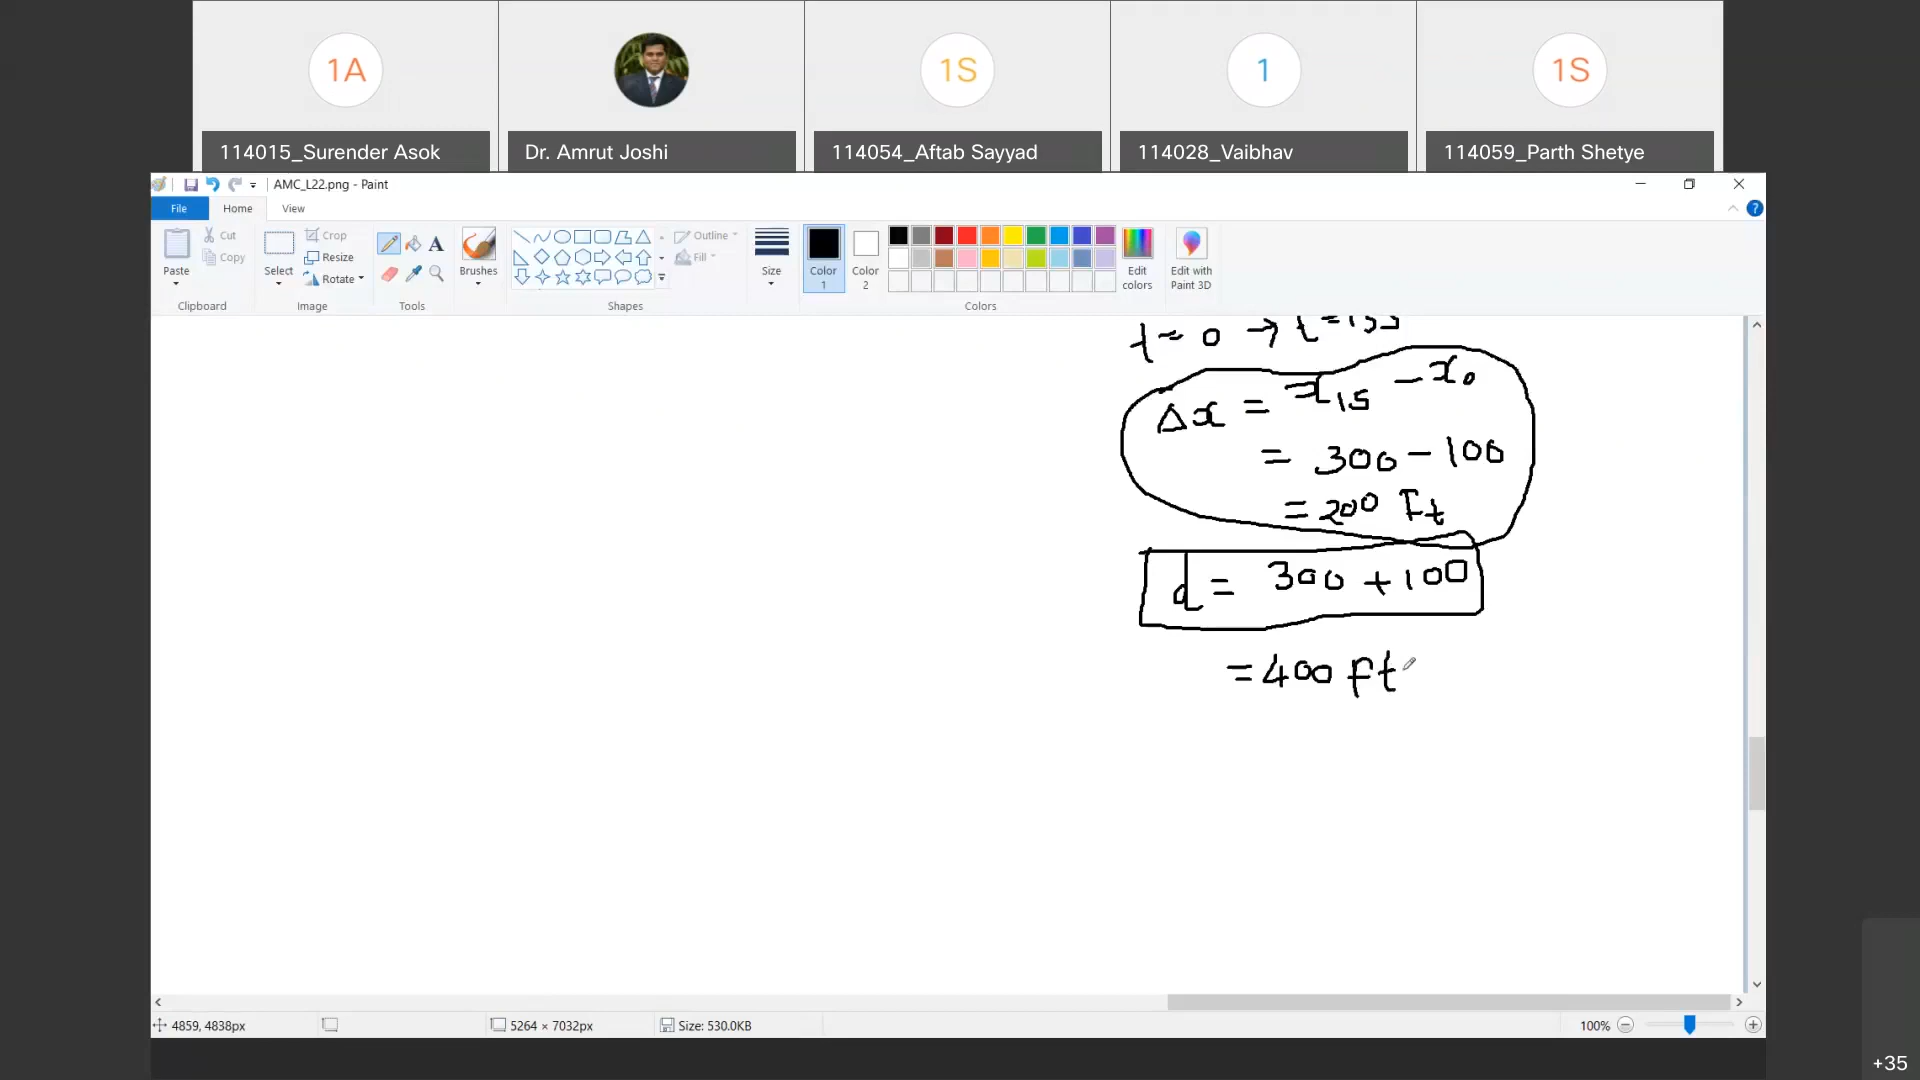 1A
1S
1
1S
114015_Surender Asok
Dr. Amrut Joshi
114054_Aftab Sayyad
114028_Vaibhav
114059_Parth Shetye
AMC_L22.png - Paint
File Home View
Paste
Cut
Copy
Clipboard
Select
Crop
Resize
Rotate
Image
A
Tools
Brushes
Outline
Fill
Shapes
Size
Color 1
Color 2
Colors
Edit colors
Edit with Paint 3D
t = 0 → t = 15s
Δx = x₁₅ - x₀
= 300 - 100
= 200 Ft
d = 300 + 100
= 400 ft
4859, 4838px
5264 × 7032px
Size: 530.0KB
100%
+35